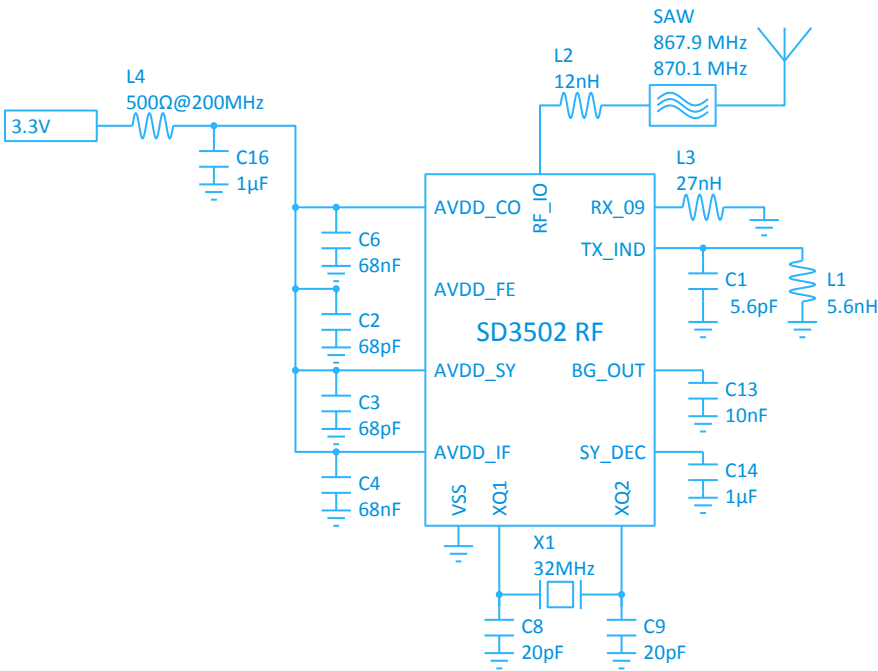 SAW
867.9 MHz
870.1 MHz
L2
12nH
L4
500Ω@200MHz
3.3V
C16
1µF
L3
27nH
RF_IO
AVDD_CO
RX_09
C6
68nF
TX_IND
C1
5.6pF
L1
5.6nH
AVDD_FE
C2
68pF
SD3502 RF
AVDD_SY
BG_OUT
C3
68pF
C13
10nF
AVDD_IF
SY_DEC
C4
68nF
C14
1µF
VSS
XQ1
XQ2
X1
32MHz
C8
20pF
C9
20pF